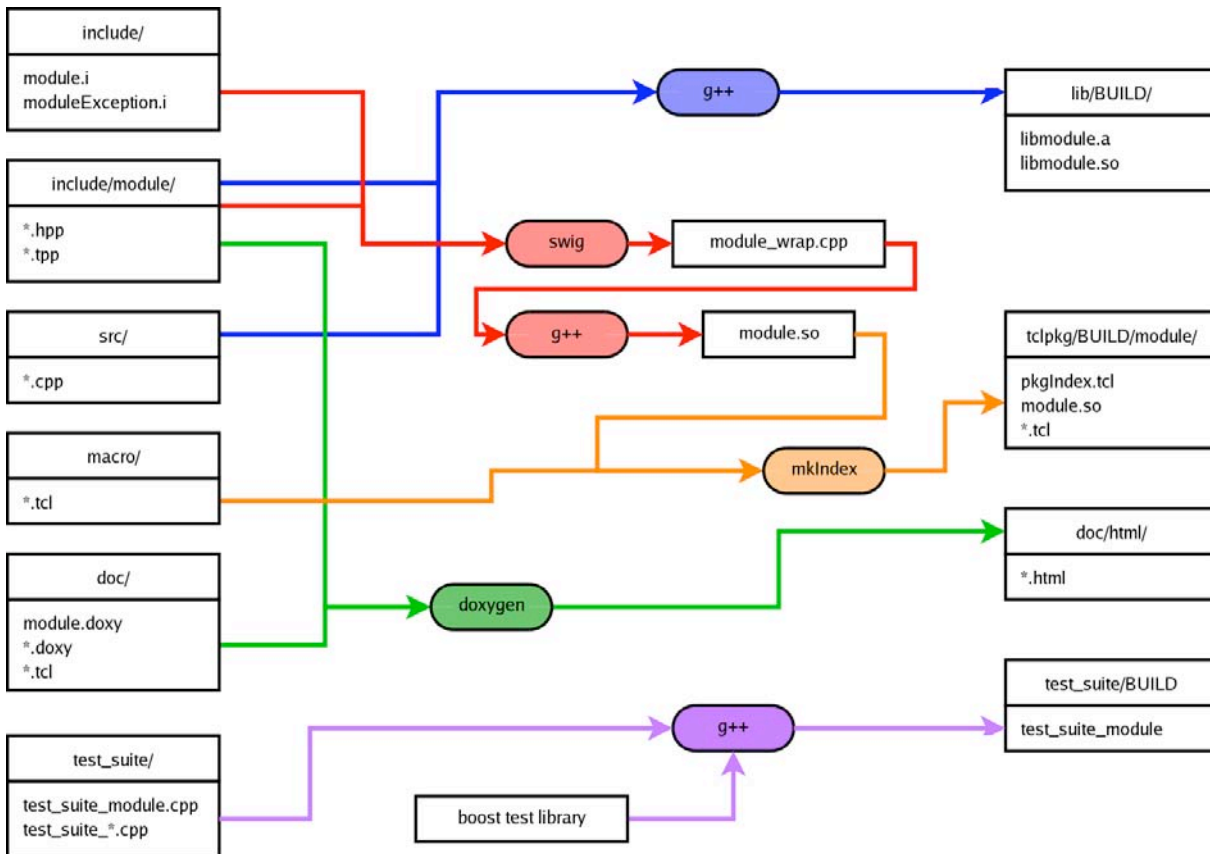 include/
module.i
moduleException.i
include/module/
*.hpp
*.tpp
src/
*.cpp
macro/
*.tcl
doc/
module.doxy
*.doxy
*.tcl
test_suite/
test_suite_module.cpp
test_suite_*.cpp
g++
swig
module_wrap.cpp
g++
module.so
mkIndex
doxygen
g++
boost test library
lib/BUILD/
libmodule.a
libmodule.so
tclpkg/BUILD/module/
pkgIndex.tcl
module.so
*.tcl
doc/html/
*.html
test_suite/BUILD
test_suite_module